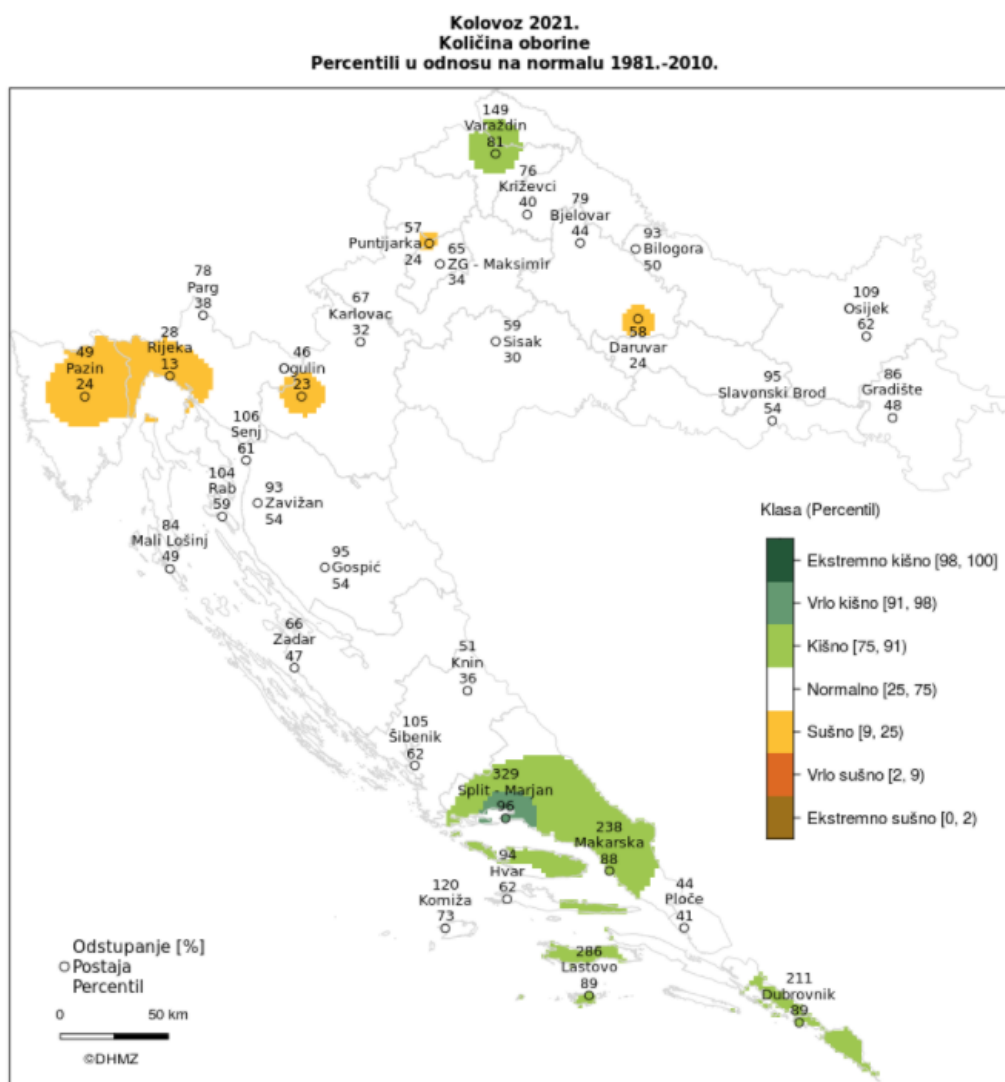 Kolovoz 2021.
Količina oborine
Percentili u odnosu na normalu 1981.-2010.
149
Varaždin
81
76
Križevci
40
79
Bjelovar
44
57
Puntijarka
24
65
ZG - Maksimir
34
93
Bilogora
50
78
Parg
38
67
Karlovac
32
59
Sisak
30
109
Osijek
62
28
Rijeka
13
49
Pazin
24
46
Ogulin
23
58
Daruvar
24
95
Slavonski Brod
54
86
Gradište
48
106
Senj
61
104
Rab
59
93
Zavižan
54
84
Mali Lošinj
49
95
Gospić
54
66
Zadar
47
51
Knin
36
105
Šibenik
62
329
Split - Marjan
96
238
Makarska
88
94
Hvar
62
120
Komiža
73
44
Ploče
41
286
Lastovo
89
211
Dubrovnik
89
Klasa (Percentil)
Ekstremno kišno [98, 100]
Vrlo kišno [91, 98)
Kišno [75, 91)
Normalno [25, 75)
Sušno [9, 25)
Vrlo sušno [2, 9)
Ekstremno sušno [0, 2)
Odstupanje [%]
Postaja
Percentil
0 50 km
©DHMZ